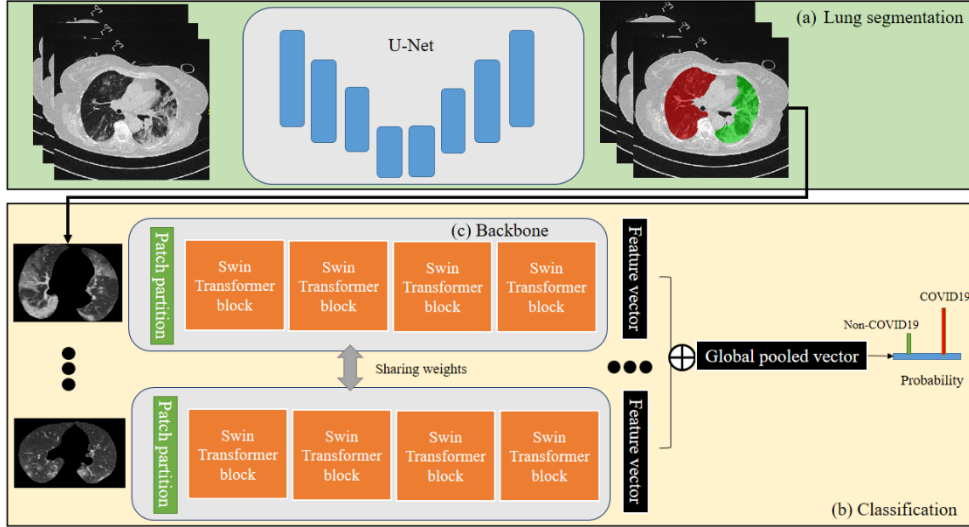 (a) Lung segmentation
U-Net
(c) Backbone
Patch partition
Swin
Transformer
block
Swin
Transformer
block
Swin
Transformer
block
Swin
Transformer
block
Feature vector
Sharing weights
Global pooled vector
Non-COVID19
COVID19
Probability
Patch partition
Swin
Transformer
block
Swin
Transformer
block
Swin
Transformer
block
Swin
Transformer
block
Feature vector
(b) Classification